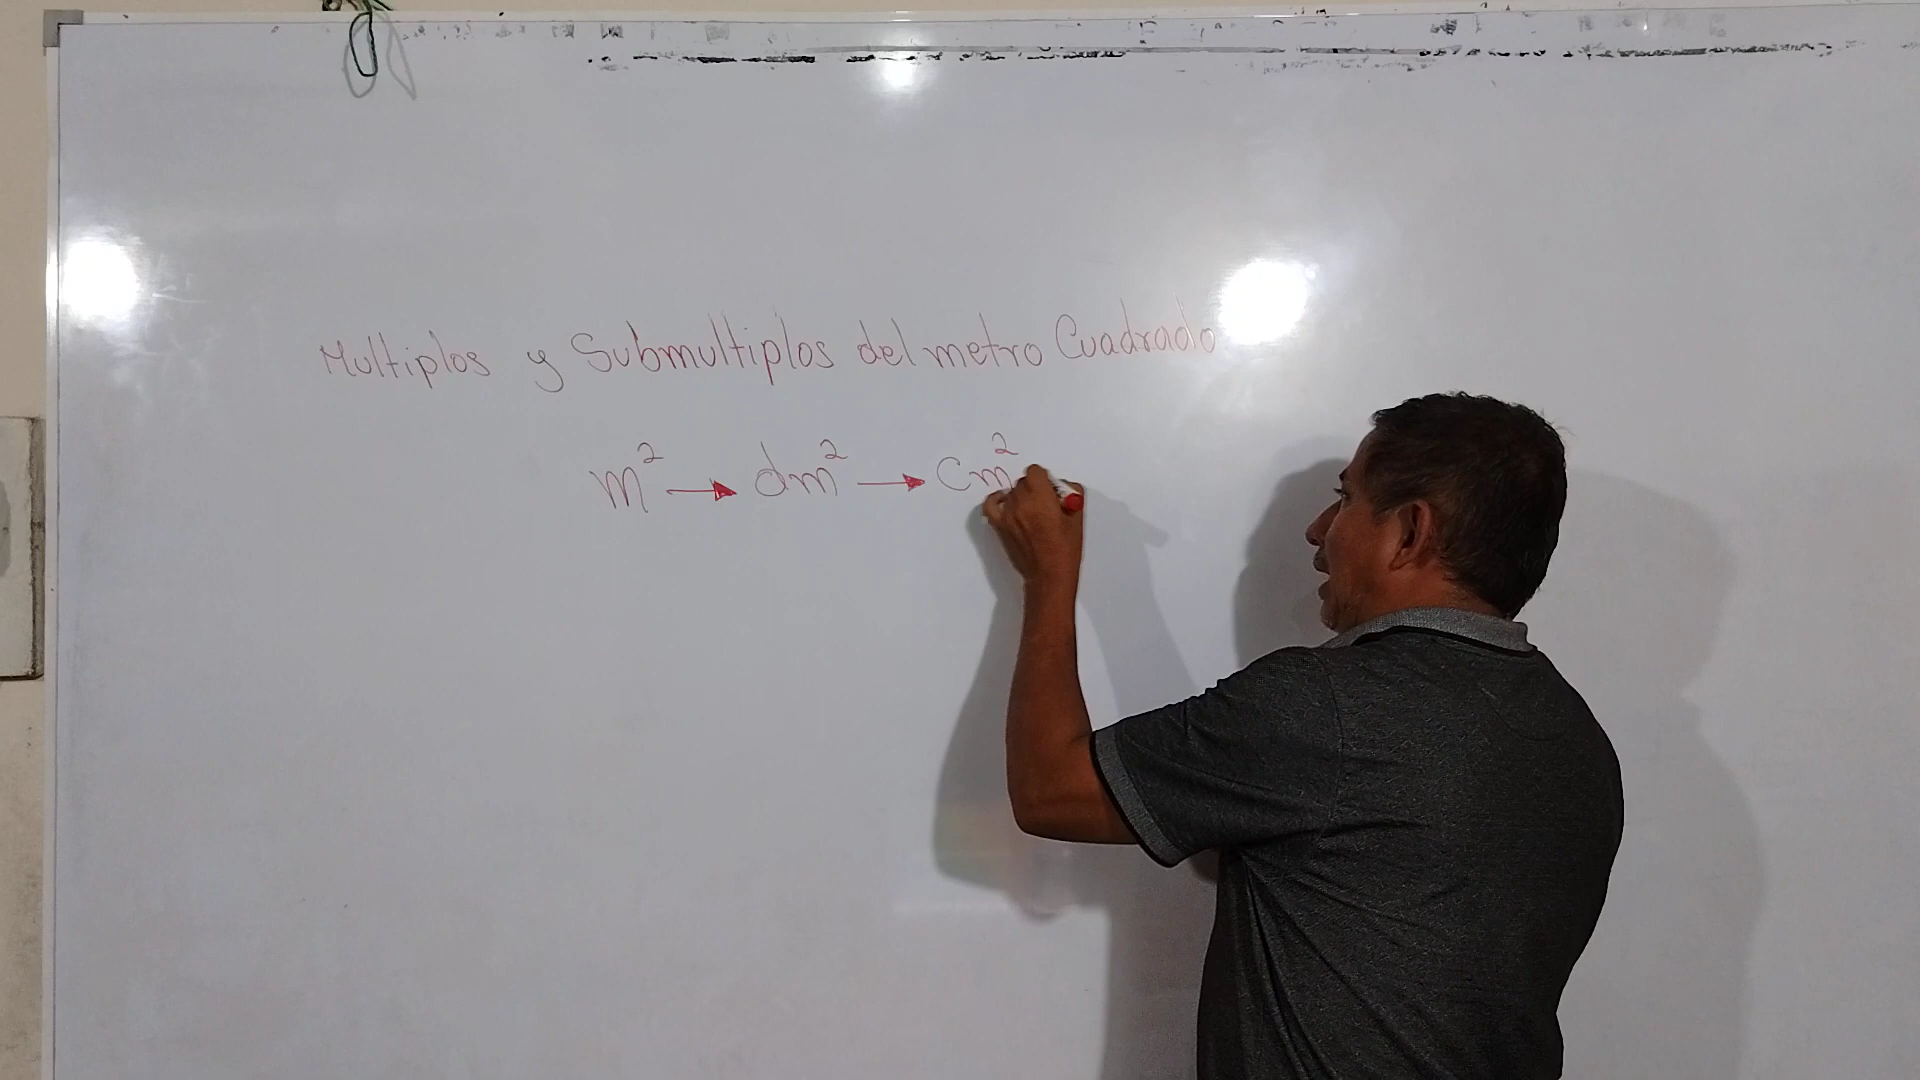 Multiplos y Submultiplos del metro Cuadrado
m² → dm² → Cm²